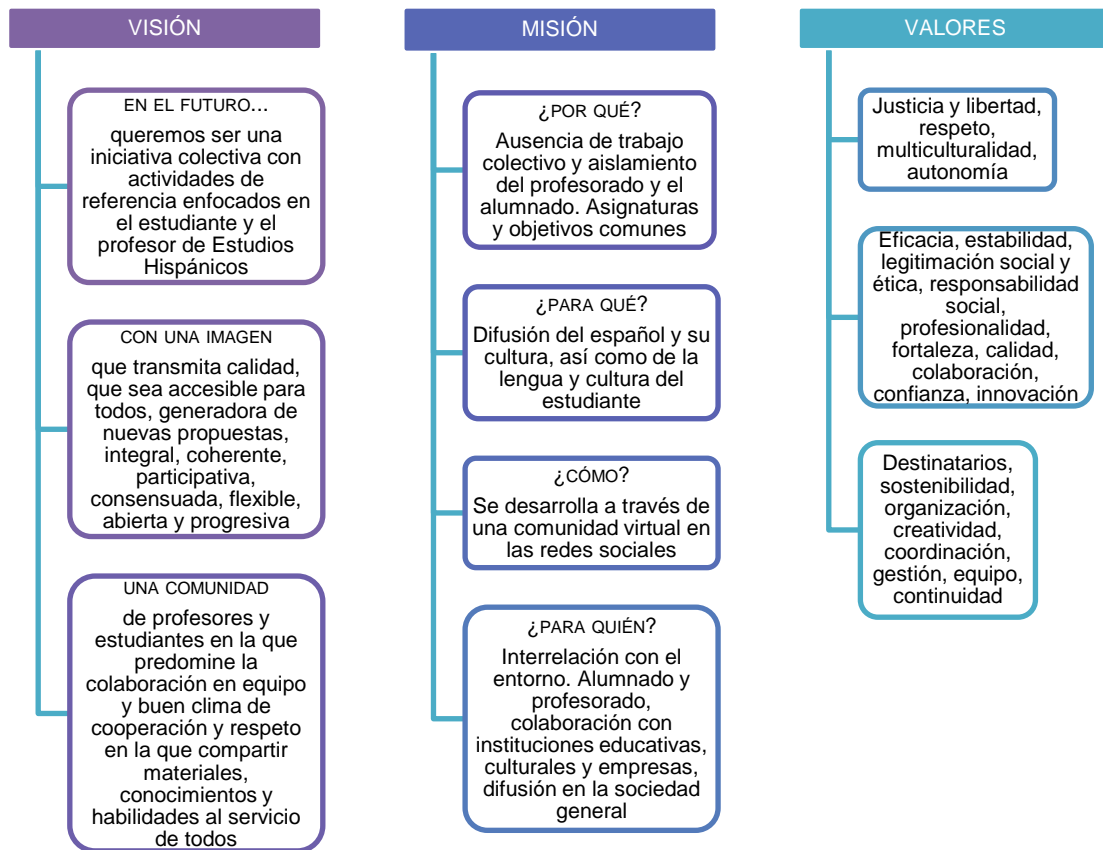 VISIÓN
EN EL FUTURO...
queremos ser una
iniciativa colectiva con
actividades de
referencia enfocados en
el estudiante y el
profesor de Estudios
Hispánicos
CON UNA IMAGEN
que transmita calidad,
que sea accesible para
todos, generadora de
nuevas propuestas,
integral, coherente,
participativa,
consensuada, flexible,
abierta y progresiva
UNA COMUNIDAD
de profesores y
estudiantes en la que
predomine la
colaboración en equipo
y buen clima de
cooperación y respeto
en la que compartir
materiales,
conocimientos y
habilidades al servicio
de todos
MISIÓN
¿POR QUÉ?
Ausencia de trabajo
colectivo y aislamiento
del profesorado y el
alumnado. Asignaturas
y objetivos comunes
¿PARA QUÉ?
Difusión del español y su
cultura, así como de la
lengua y cultura del
estudiante
¿CÓMO?
Se desarrolla a través de
una comunidad virtual en
las redes sociales
¿PARA QUIÉN?
Interrelación con el
entorno. Alumnado y
profesorado,
colaboración con
instituciones educativas,
culturales y empresas,
difusión en la sociedad
general
VALORES
Justicia y libertad,
respeto,
multiculturalidad,
autonomía
Eficacia, estabilidad,
legitimación social y
ética, responsabilidad
social,
profesionalidad,
fortaleza, calidad,
colaboración,
confianza, innovación
Destinatarios,
sostenibilidad,
organización,
creatividad,
coordinación,
gestión, equipo,
continuidad